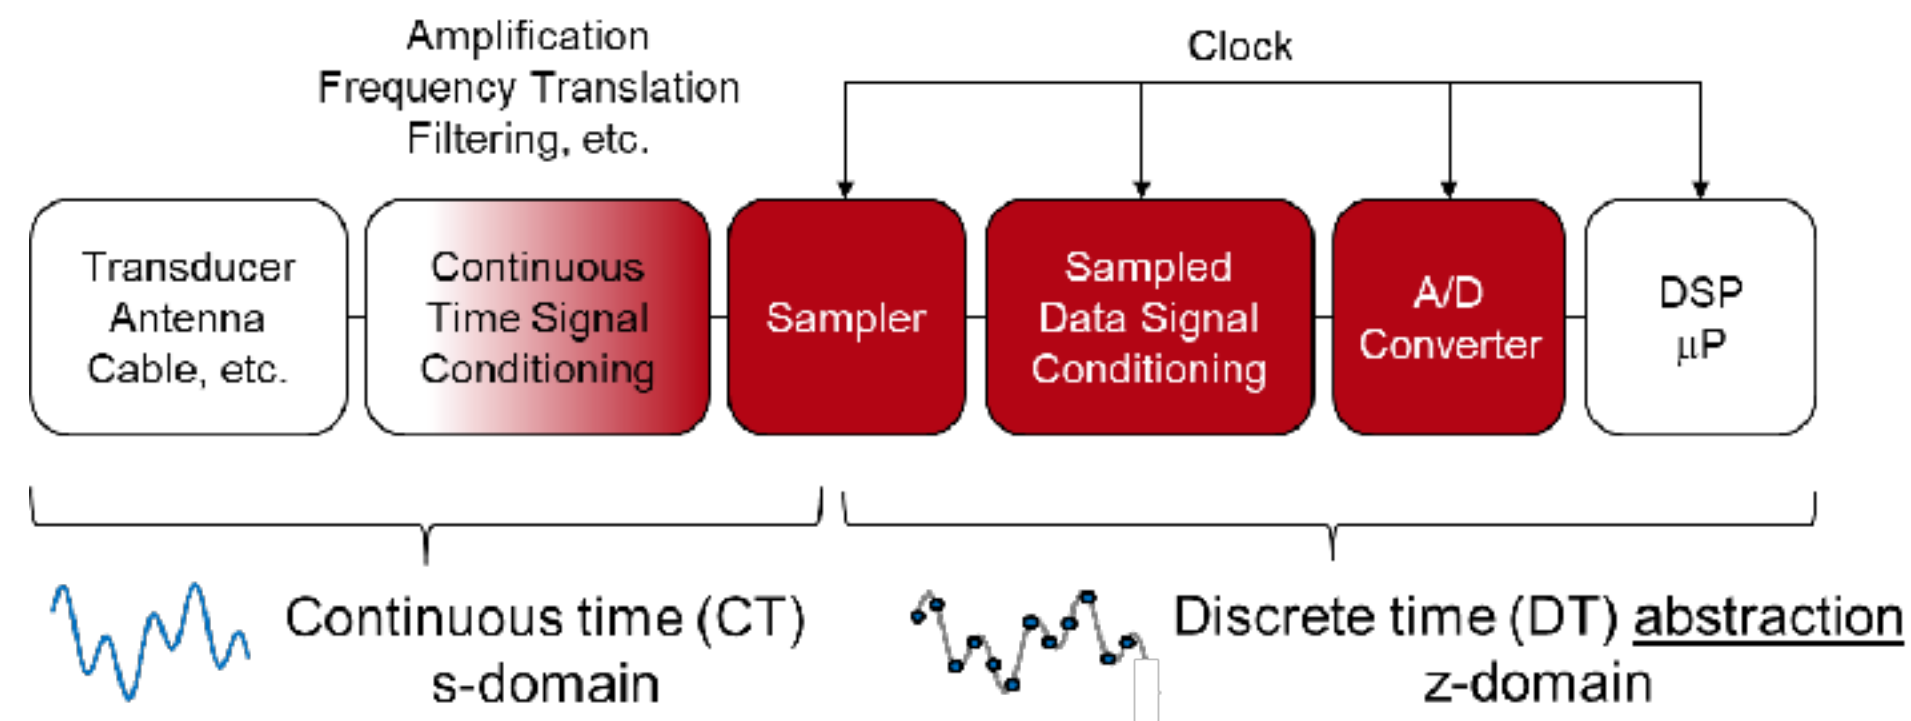 Amplification
Frequency Translation
Filtering, etc.
Clock
Transducer
Antenna
Cable, etc.
Continuous
Time Signal
Conditioning
Sampler
Sampled
Data Signal
Conditioning
A/D
Converter
DSP
µP
Continuous time (CT)
s-domain
Discrete time (DT) abstraction
z-domain